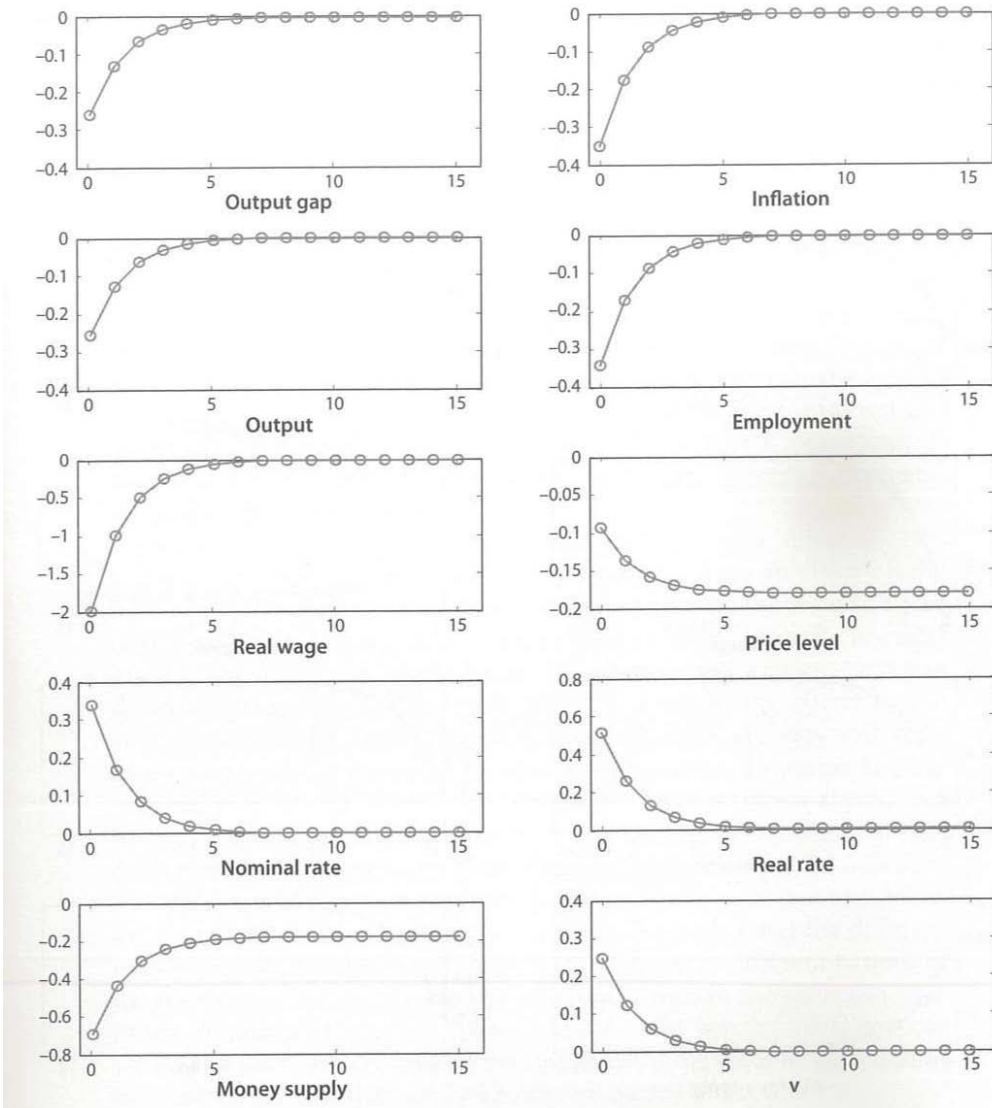 0
−0.1
−0.2
−0.3
−0.4
0 5 10 15
Output gap
0
−0.1
−0.2
−0.3
−0.4
0 5 10 15
Inflation
0
−0.1
−0.2
−0.3
−0.4
0 5 10 15
Output
0
−0.1
−0.2
−0.3
−0.4
0 5 10 15
Employment
0
−0.5
−1
−1.5
−2
0 5 10 15
Real wage
0
−0.05
−0.1
−0.15
−0.2
0 5 10 15
Price level
0.4
0.3
0.2
0.1
0
0 5 10 15
Nominal rate
0.8
0.6
0.4
0.2
0
0 5 10 15
Real rate
0
−0.2
−0.4
−0.6
−0.8
0 5 10 15
Money supply
0.4
0.3
0.2
0.1
0
0 5 10 15
v